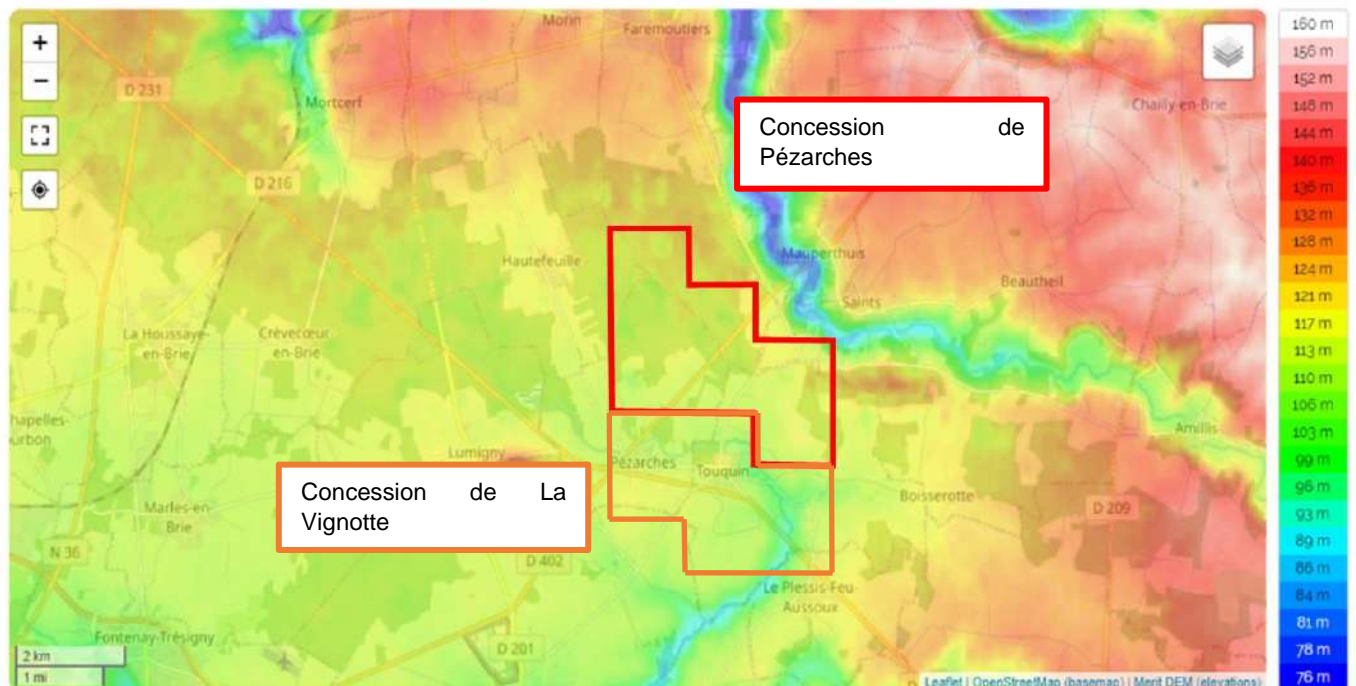 +
−
Morin
Faremoutiers
D 231
Mortcerf
Chailly-en-Brie
Concession de
Pézarches
D 216
Hautefeuille
Mauperthuis
Saints
Beautheil
La Houssaye-
en-Brie
Crèvecœur-
en-Brie
Lumigny
Pézarches
Touquin
Amillis
Concession de La
Vignotte
Boisserotte
D 209
Marles-en-
Brie
N 36
D 402
Le Plessis-Feu-
Aussoux
Fontenay-Trésigny
D 201
2 km
1 mi
Leaflet | OpenStreetMap (basemap) | Merit DEM (elevations)
160 m
156 m
152 m
148 m
144 m
140 m
136 m
132 m
128 m
124 m
121 m
117 m
113 m
110 m
106 m
103 m
99 m
96 m
93 m
89 m
86 m
84 m
81 m
78 m
76 m